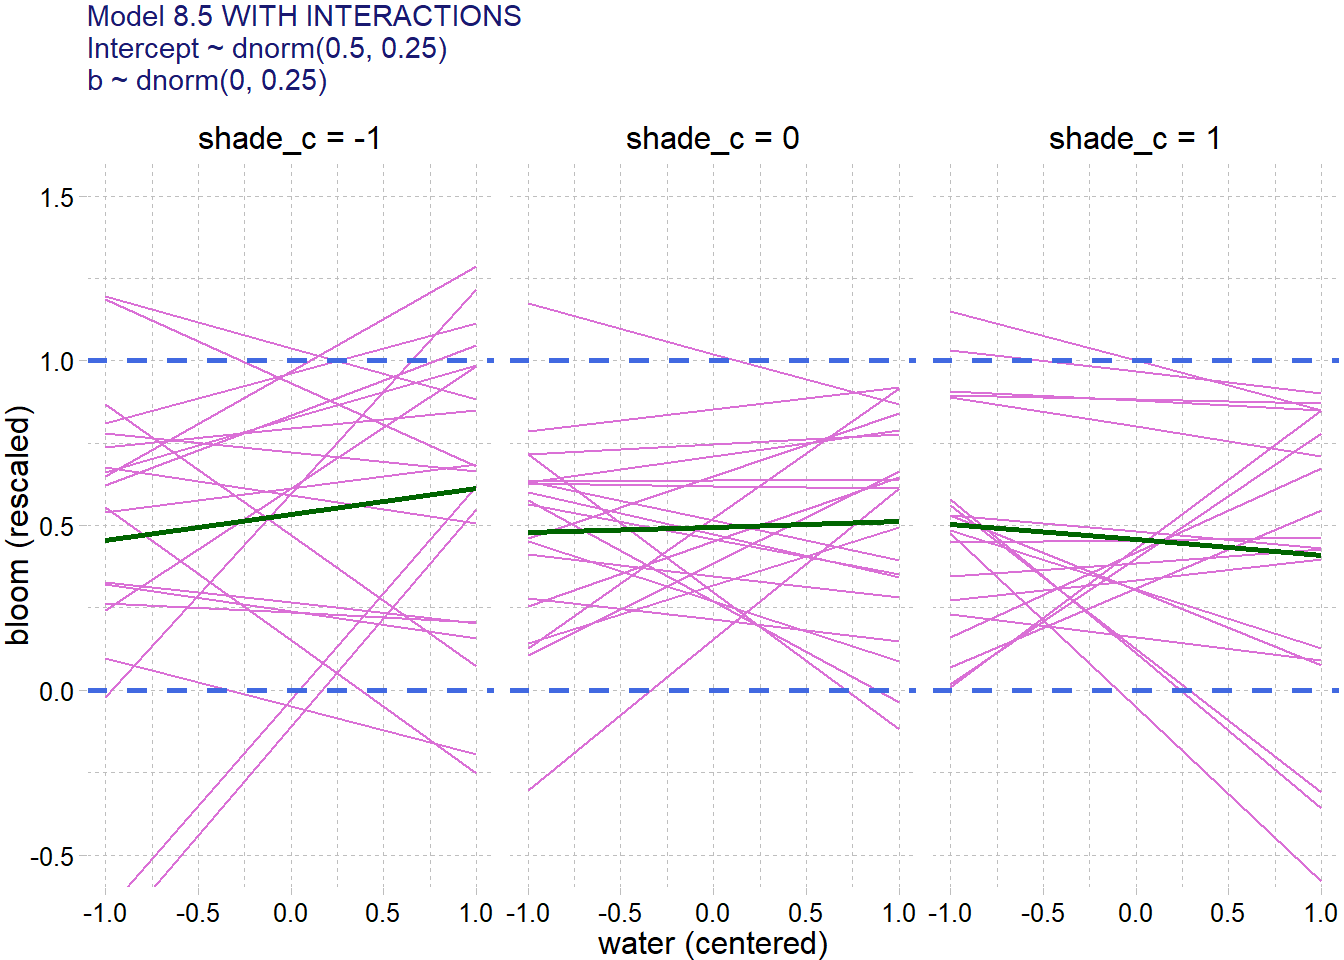 Model 8.5 WITH INTERACTIONS
Intercept ~ dnorm(0.5, 0.25)
b ~ dnorm(0, 0.25)
shade_c = -1
shade_c = 0
shade_c = 1
bloom (rescaled)
1.5
1.0
0.5
0.0
-0.5
-1.0 -0.5 0.0 0.5 1.0 -1.0 -0.5 0.0 0.5 1.0 -1.0 -0.5 0.0 0.5 1.0
water (centered)